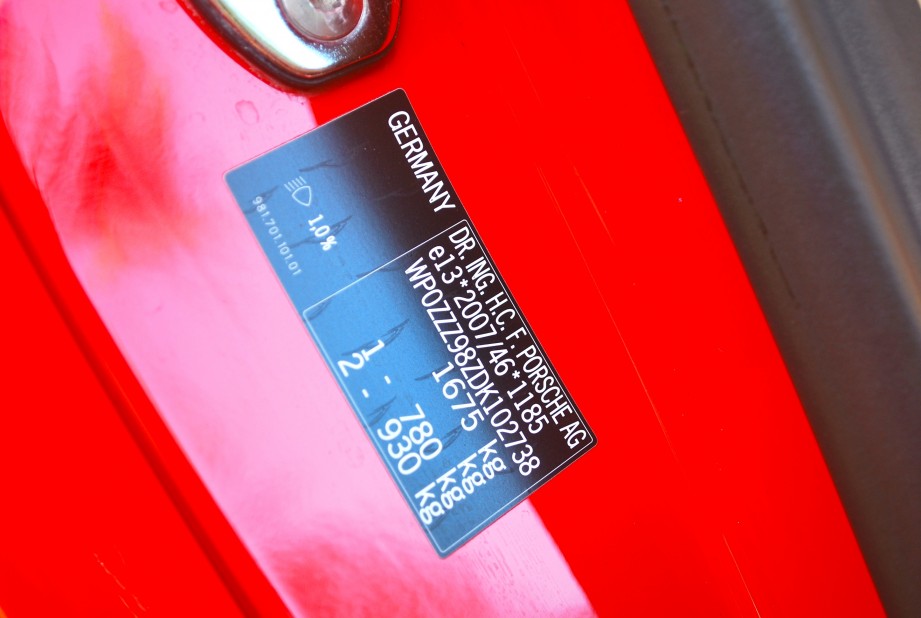 GERMANY
DR. ING. H.C. F. PORSCHE AG
e13*2007/46*1185
WP0ZZZ98ZDK102738
1675 kg
kg
1 - 780 kg
2 - 930 kg
1,0%
981.701.101.01